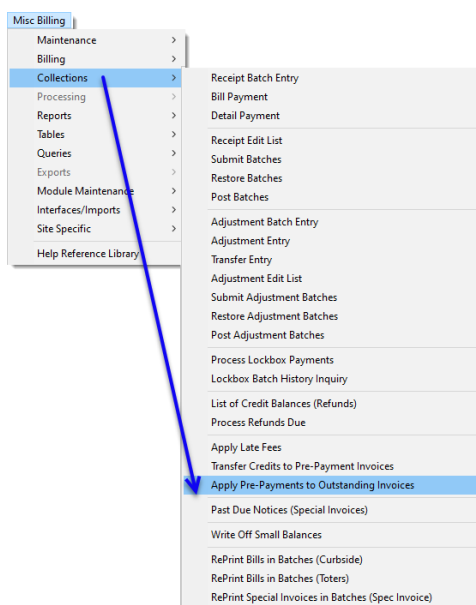 Misc Billing
Maintenance
Billing
Collections
Processing
Reports
Tables
Queries
Exports
Module Maintenance
Interfaces/Imports
Site Specific
Help Reference Library
Receipt Batch Entry
Bill Payment
Detail Payment
Receipt Edit List
Submit Batches
Restore Batches
Post Batches
Adjustment Batch Entry
Adjustment Entry
Transfer Entry
Adjustment Edit List
Submit Adjustment Batches
Restore Adjustment Batches
Post Adjustment Batches
Process Lockbox Payments
Lockbox Batch History Inquiry
List of Credit Balances (Refunds)
Process Refunds Due
Apply Late Fees
Transfer Credits to Pre-Payment Invoices
Apply Pre-Payments to Outstanding Invoices
Past Due Notices (Special Invoices)
Write Off Small Balances
RePrint Bills in Batches (Curbside)
RePrint Bills in Batches (Toters)
RePrint Special Invoices in Batches (Spec Invoice)